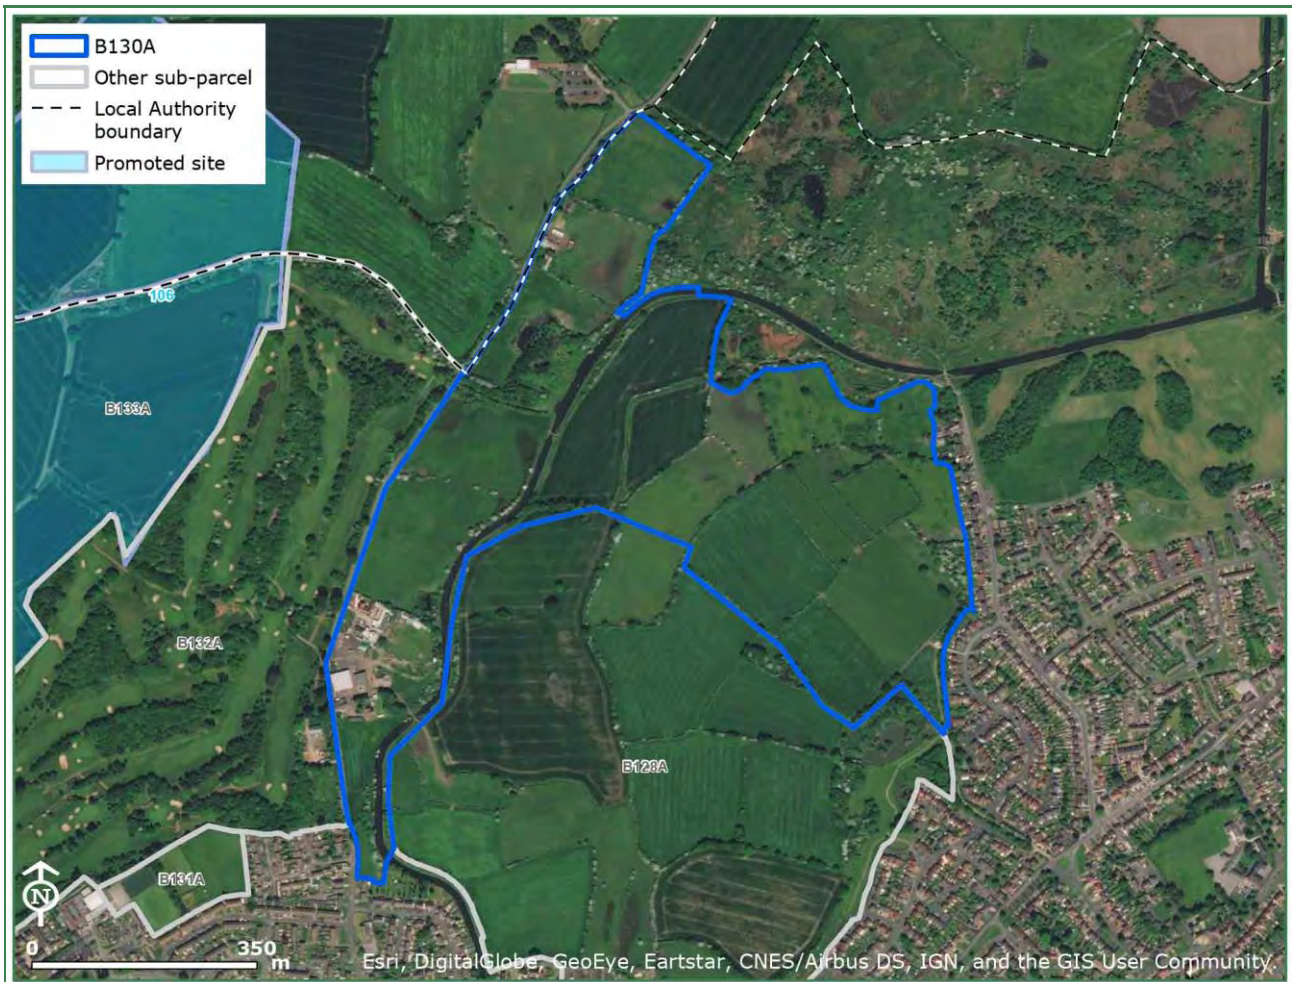 B130A
Other sub-parcel
Local Authority
boundary
Promoted site
106
B133A
B132A
B128A
B131A
N
0 350
m
Esri, DigitalGlobe, GeoEye, Eartstar, CNES/Airbus DS, IGN, and the GIS User Community.